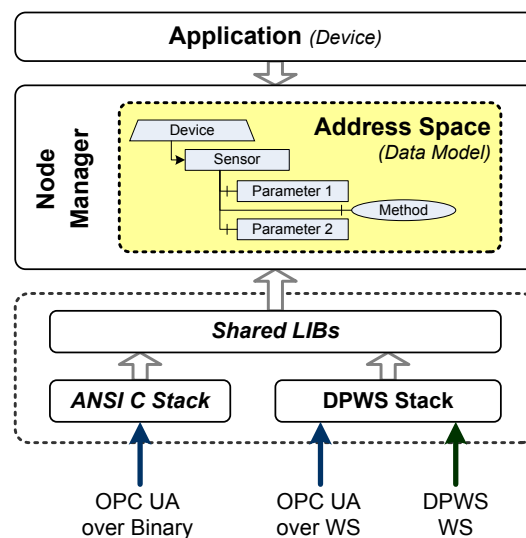 Application (Device)
Node
Manager
Address Space
(Data Model)
Device
Sensor
Parameter 1
Method
Parameter 2
Shared LIBs
ANSI C Stack
DPWS Stack
OPC UA
over Binary
OPC UA
over WS
DPWS
WS